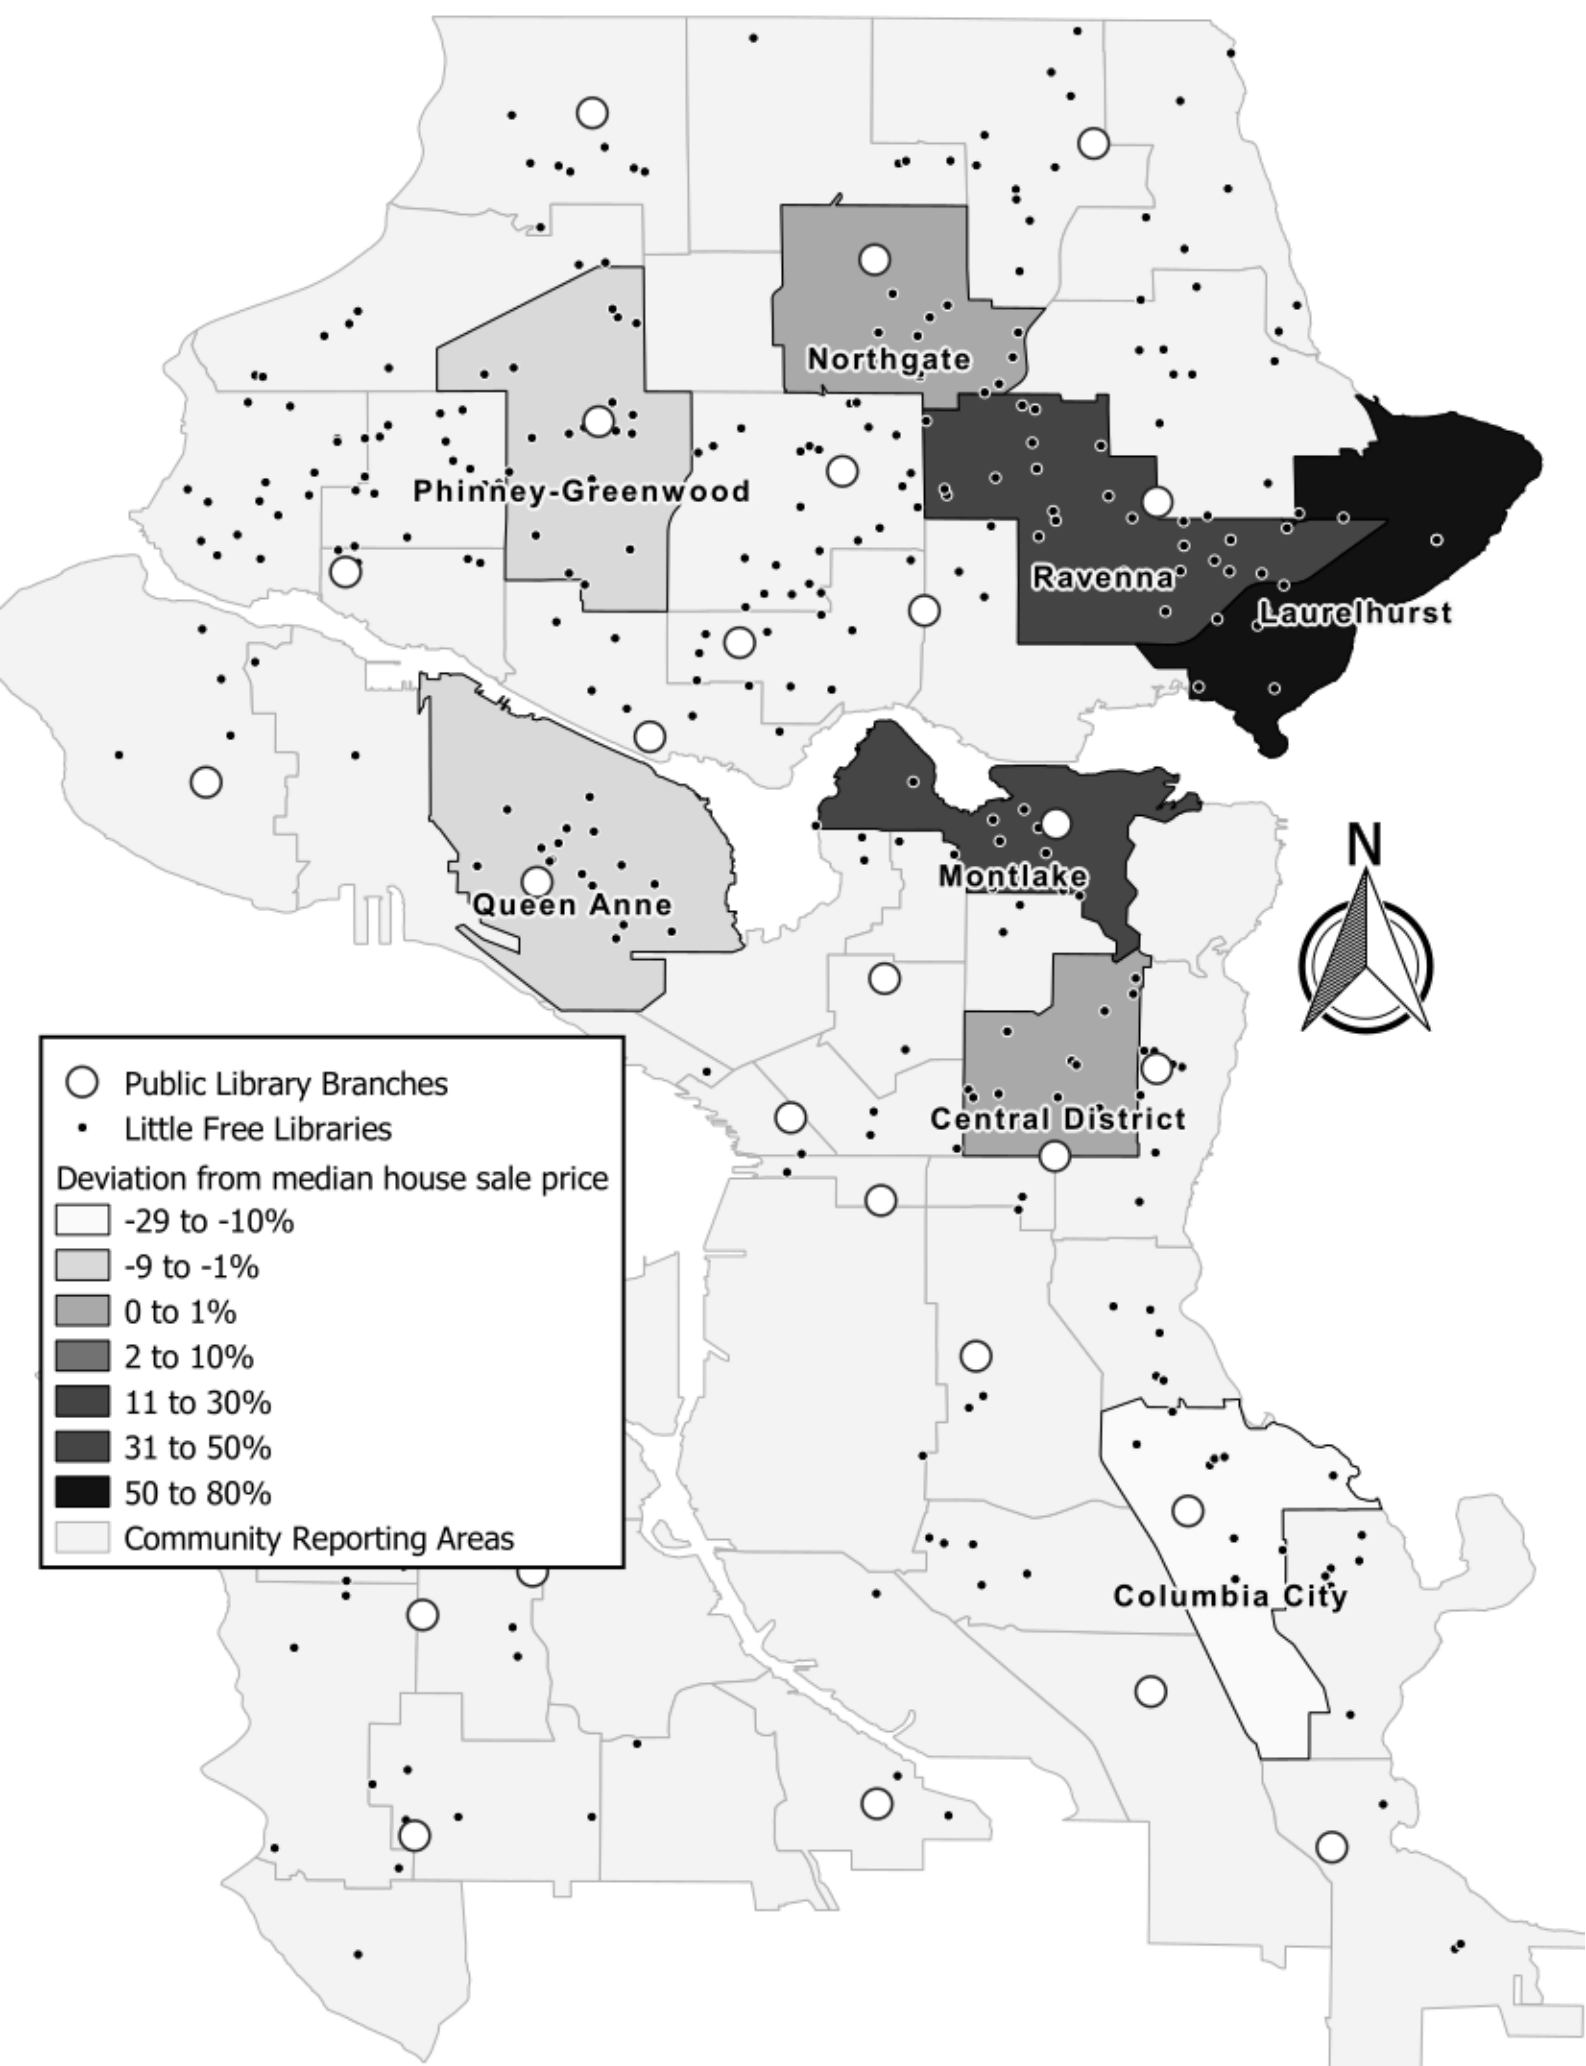 Northgate
Phinney-Greenwood
Ravenna
Laurelhurst
N
Montlake
Queen Anne
Central District
Public Library Branches
Little Free Libraries
Deviation from median house sale price
-29 to -10%
-9 to -1%
0 to 1%
2 to 10%
11 to 30%
31 to 50%
50 to 80%
Community Reporting Areas
Columbia City